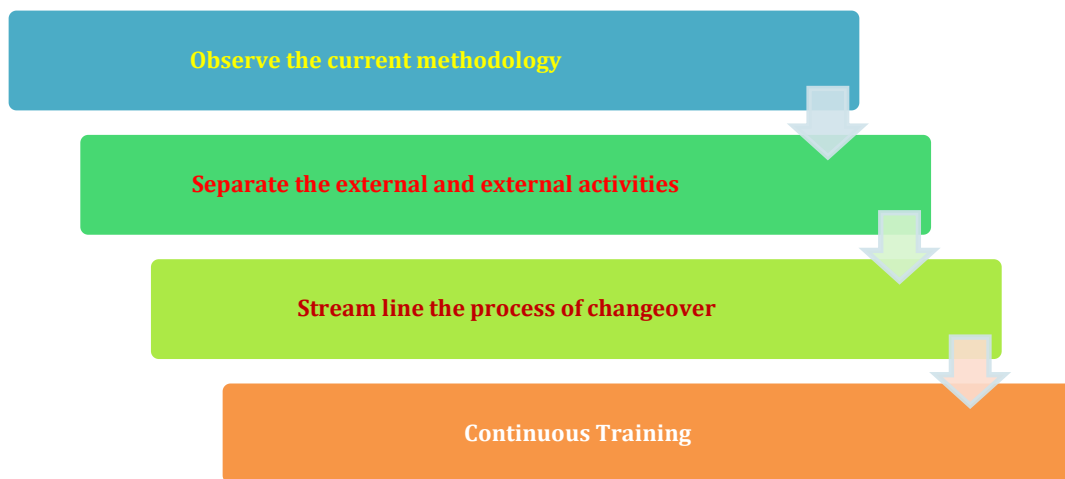 Observe the current methodology
Separate the external and external activities
Stream line the process of changeover
Continuous Training